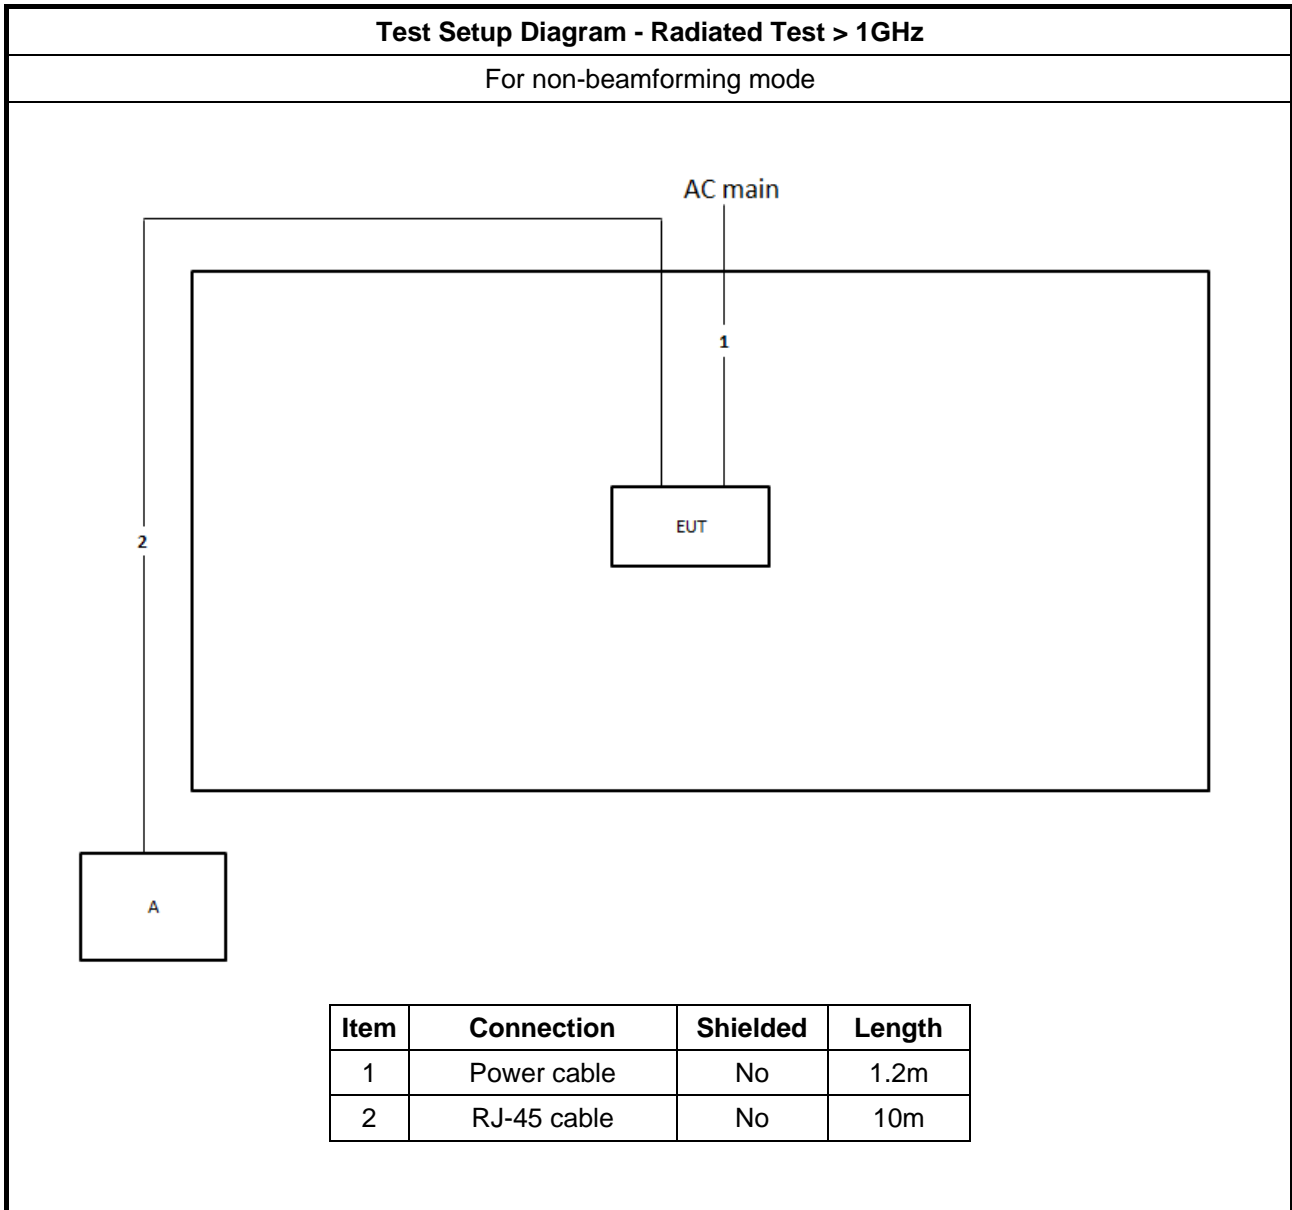 Test Setup Diagram - Radiated Test > 1GHz
For non-beamforming mode
AC main
1
EUT
2
A
Item Connection Shielded Length
1 Power cable No 1.2m
2 RJ-45 cable No 10m